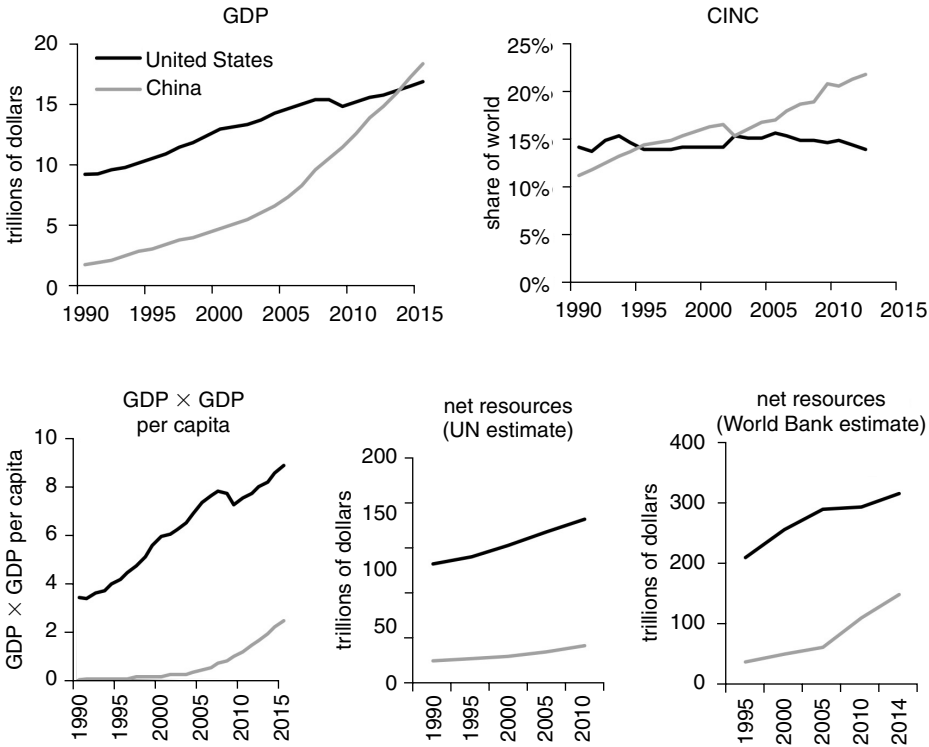 GDP
trillions of dollars
20
15
10
5
0
United States
China
1990 1995 2000 2005 2010 2015
CINC
share of world
25%
20%
15%
10%
5%
0%
1990 1995 2000 2005 2010 2015
GDP × GDP
per capita
GDP × GDP per capita
10
8
6
4
2
0
1990 1995 2000 2005 2010 2015
net resources
(UN estimate)
trillions of dollars
200
150
100
50
0
1990 1995 2000 2005 2010
net resources
(World Bank estimate)
trillions of dollars
400
300
200
100
0
1995 2000 2005 2010 2014